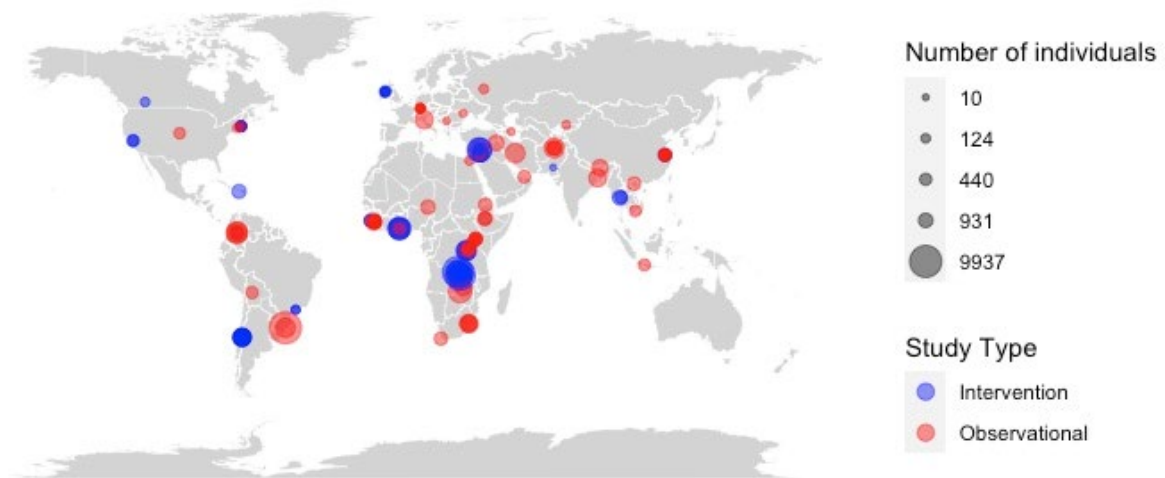 Number of individuals
10
124
440
931
9937
Study Type
Intervention
Observational